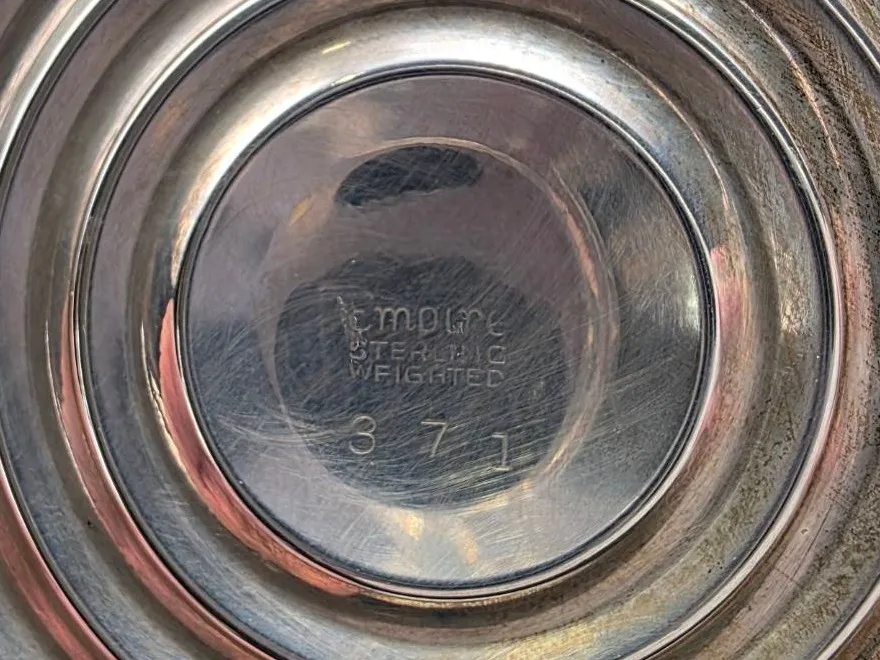 Empire
STERLING
WEIGHTED
3 7 1